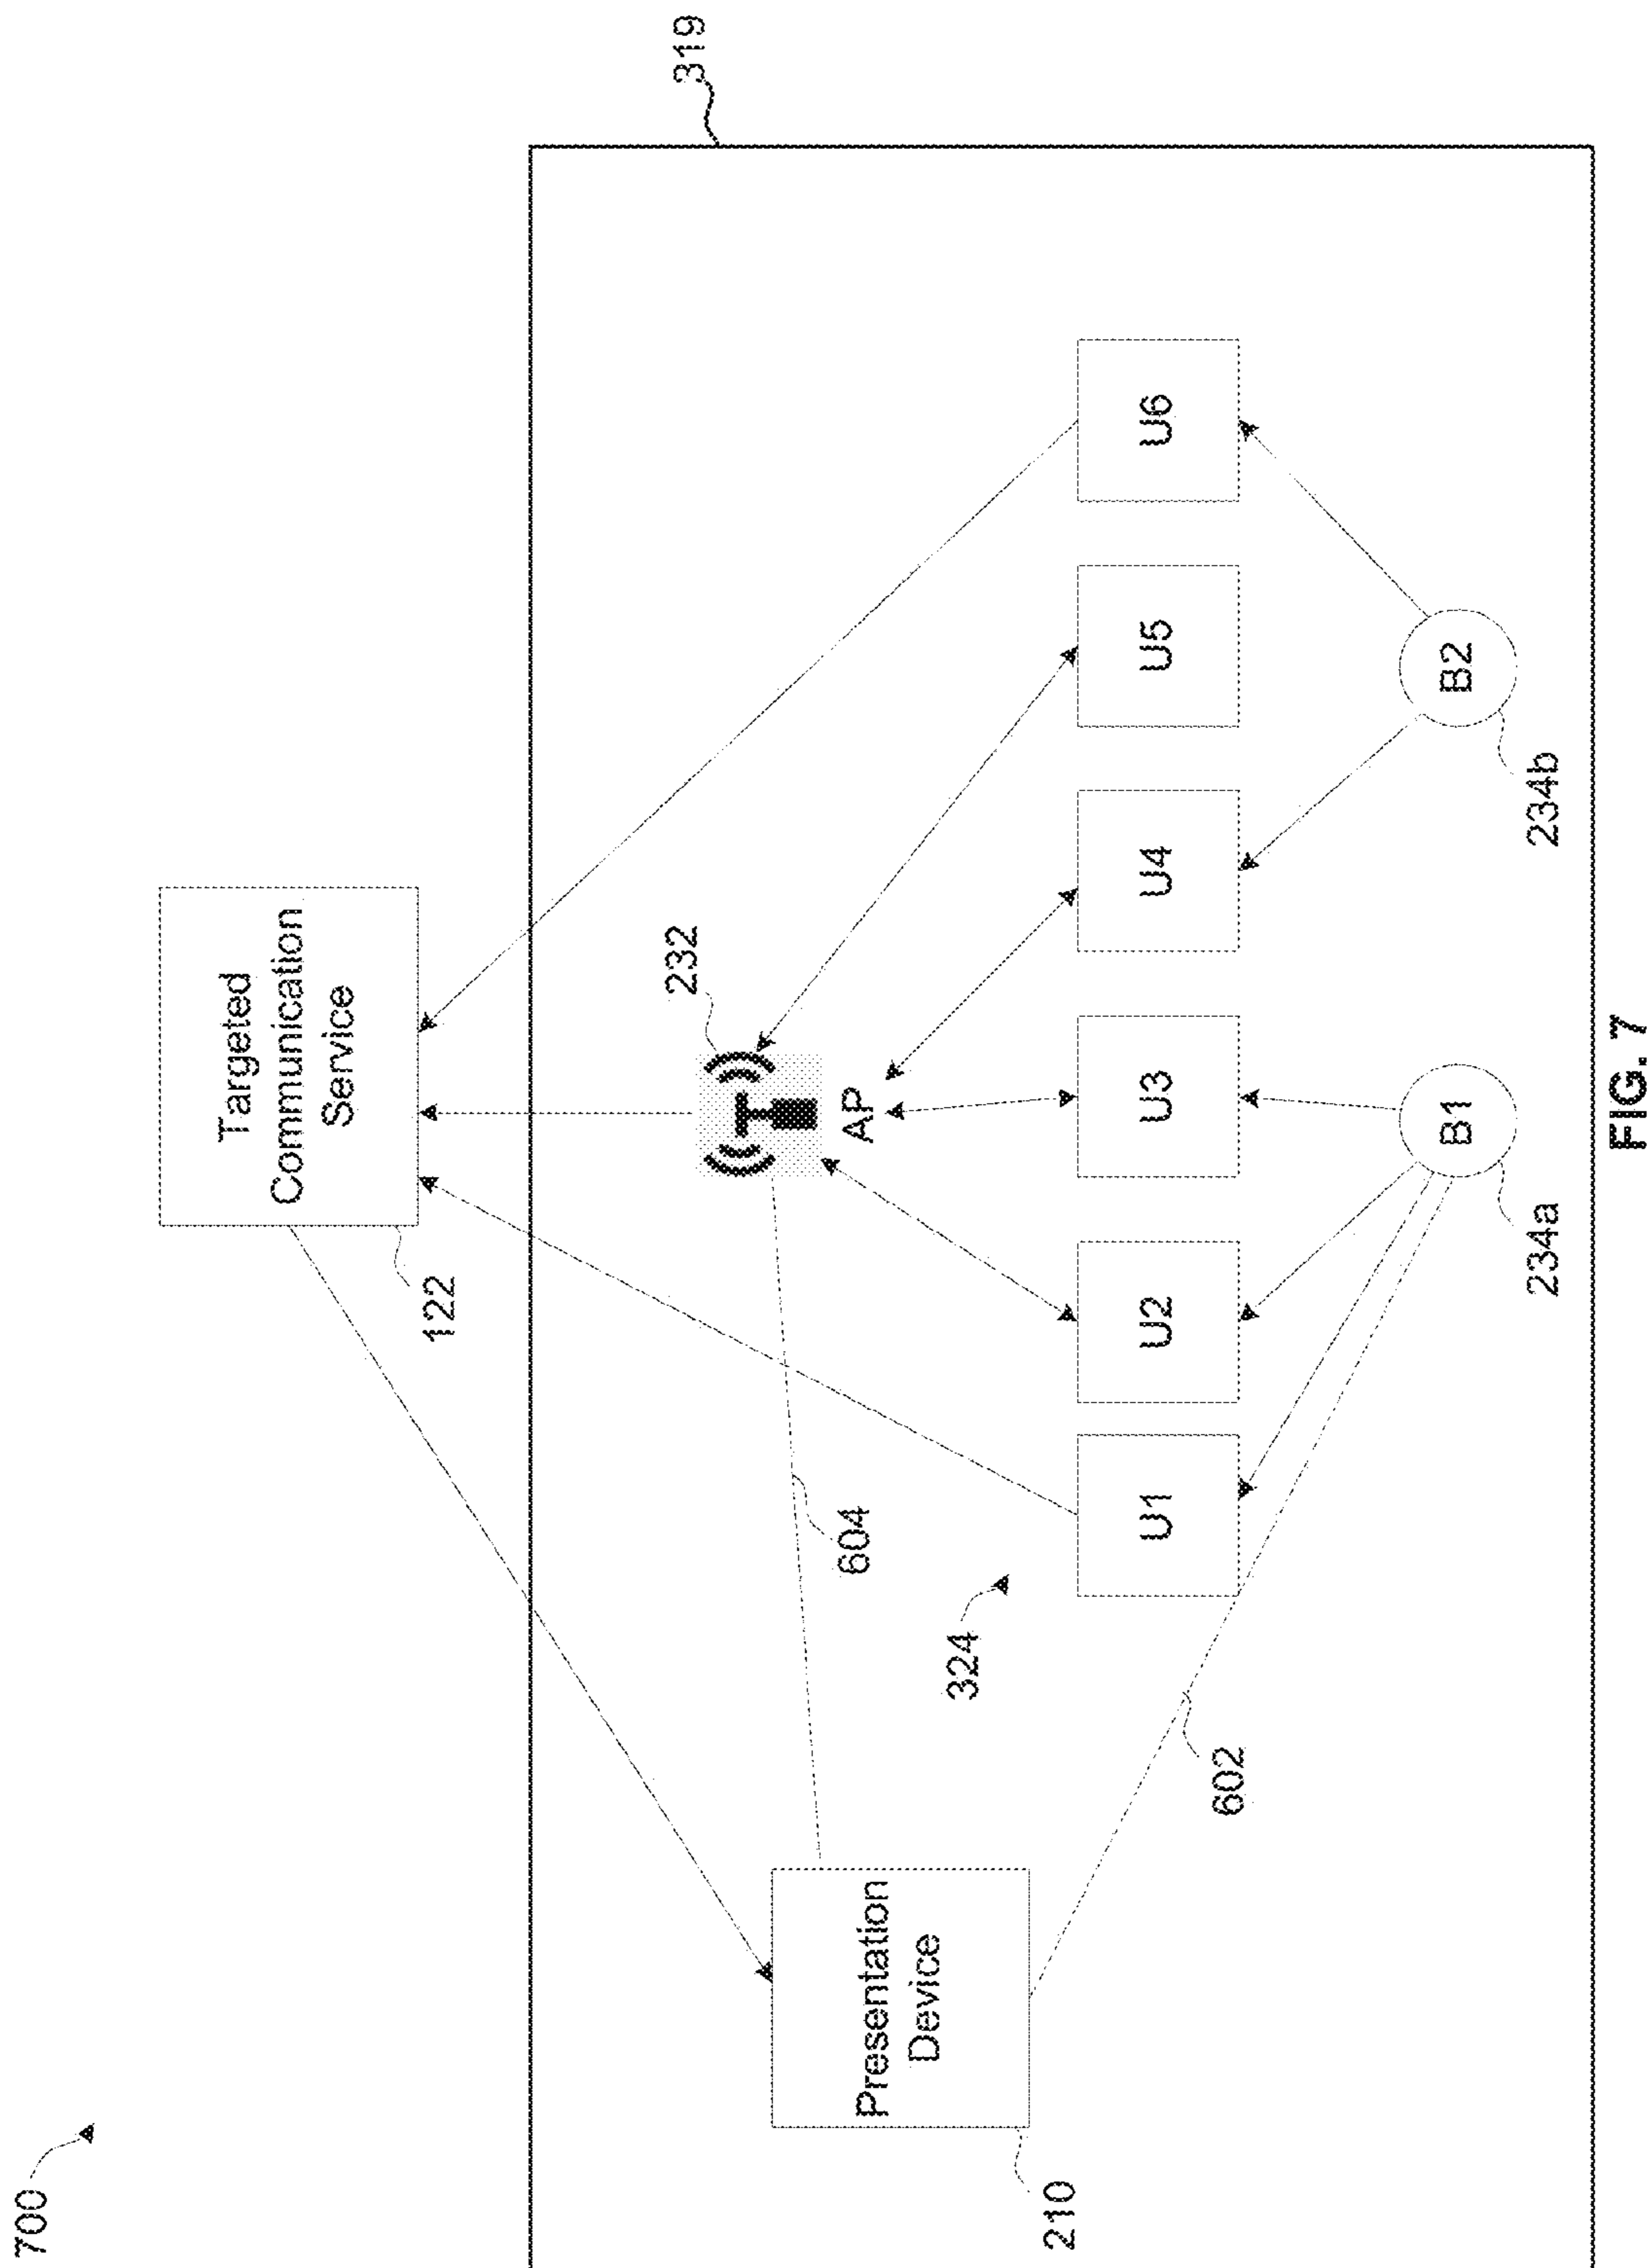 700
Targeted
Communication
Service
122
319
232
AP
604
Presentation
Device
210
324
U1
U2
U3
U4
U5
U6
602
B1
234a
B2
234b
FIG. 7